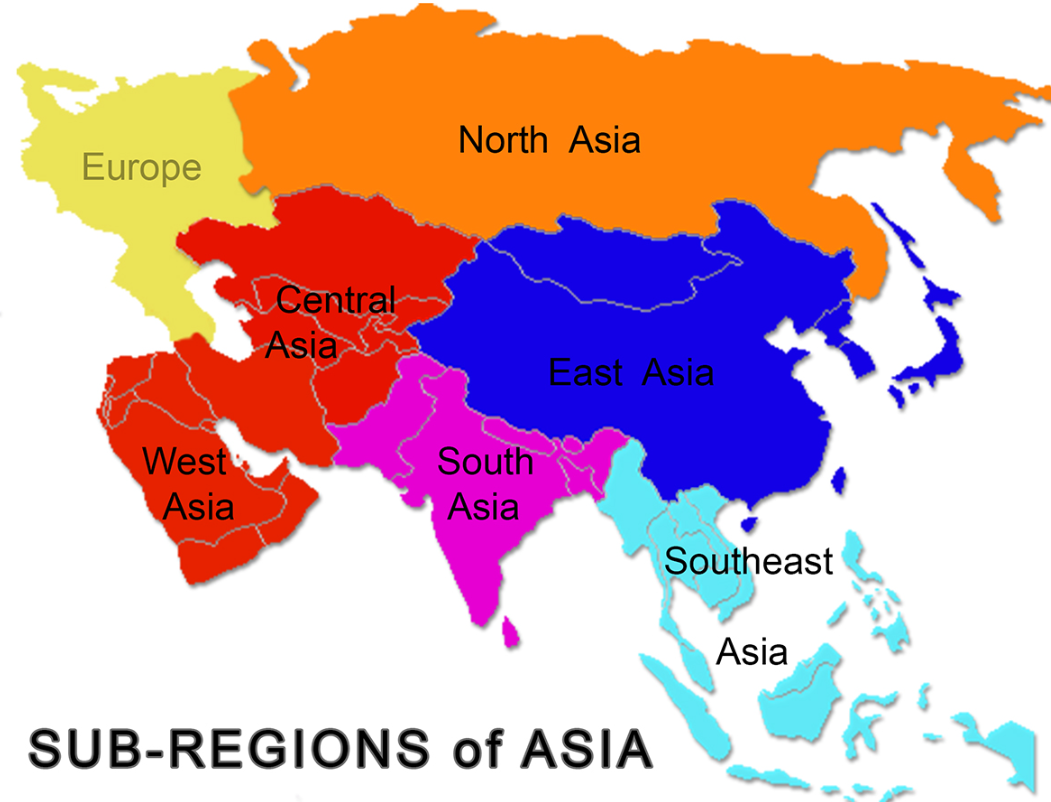 North Asia
Europe
Central
Asia
East Asia
West
Asia
South
Asia
Southeast
Asia
SUB-REGIONS of ASIA